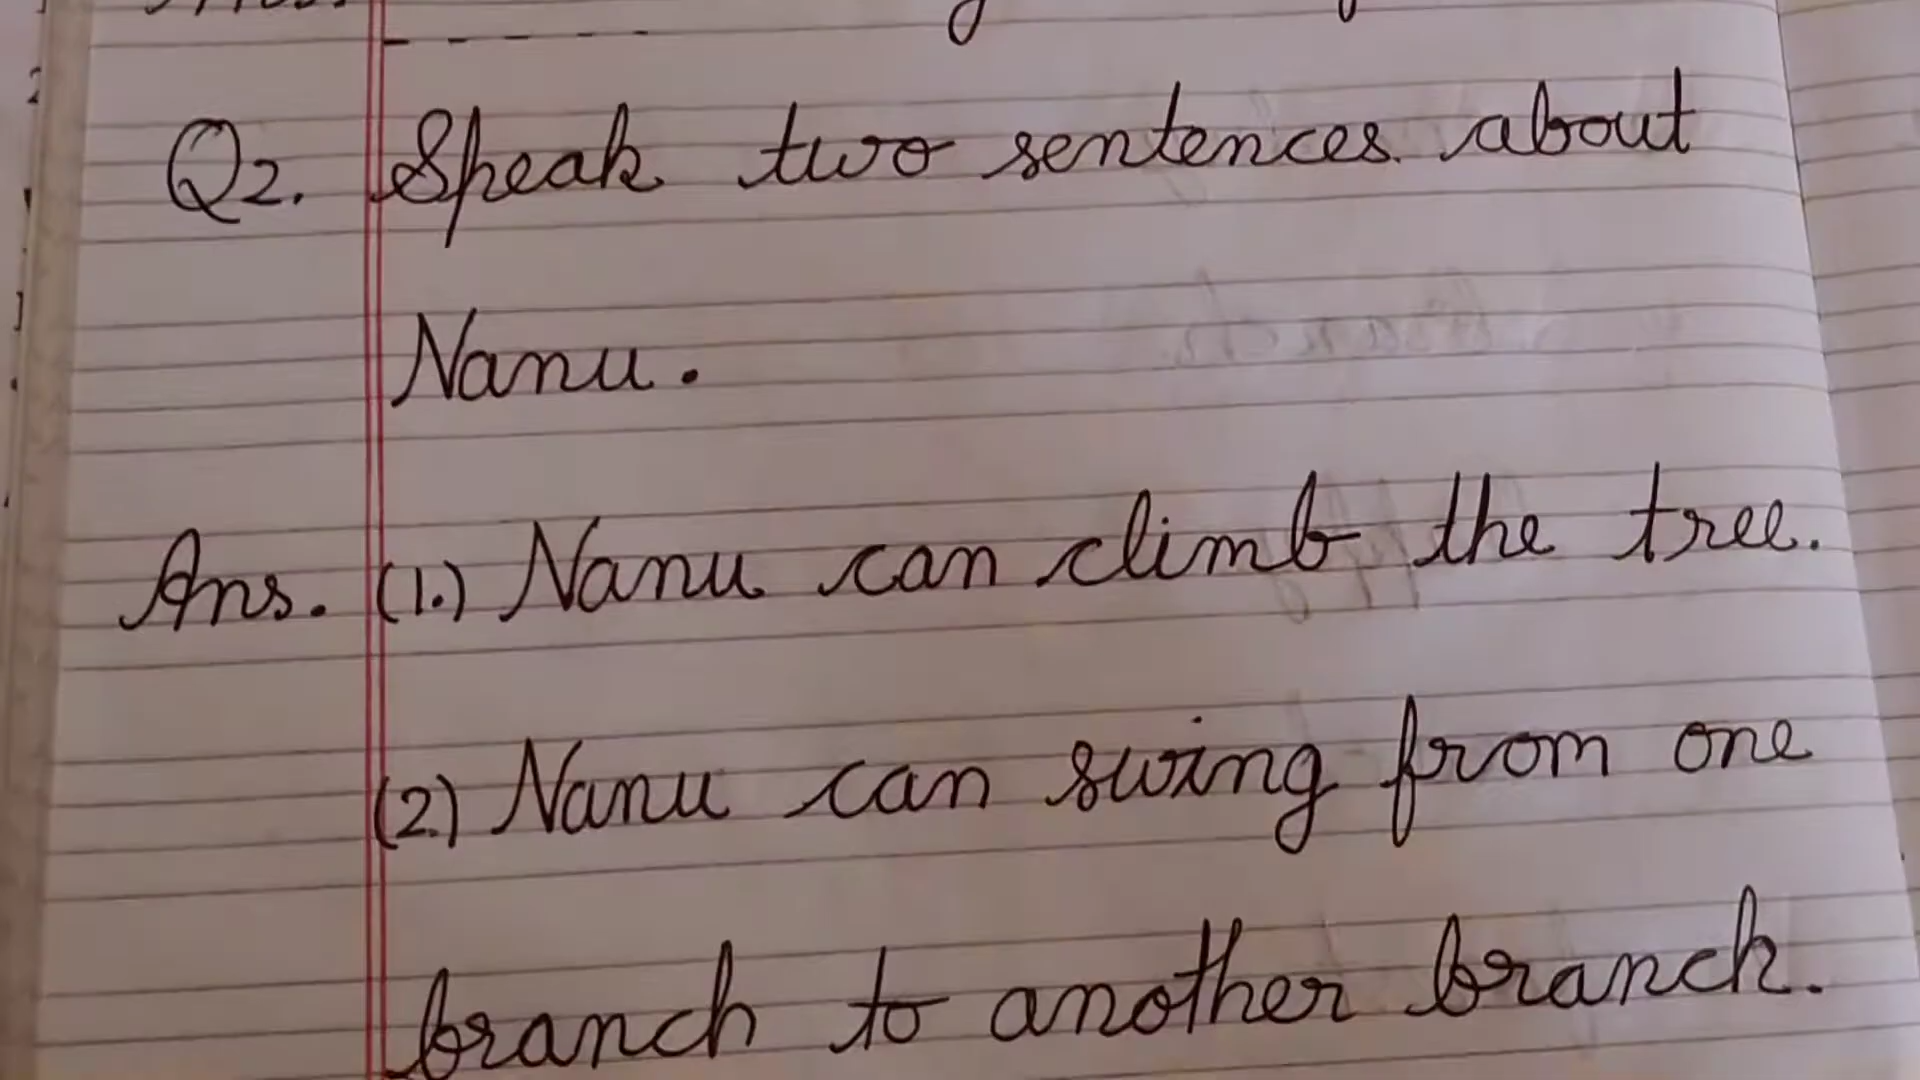 Q2. Speak two sentences about
Nanu.
Ans. (1.) Nanu can climb the tree.
(2.) Nanu can swing from one
branch to another branch.